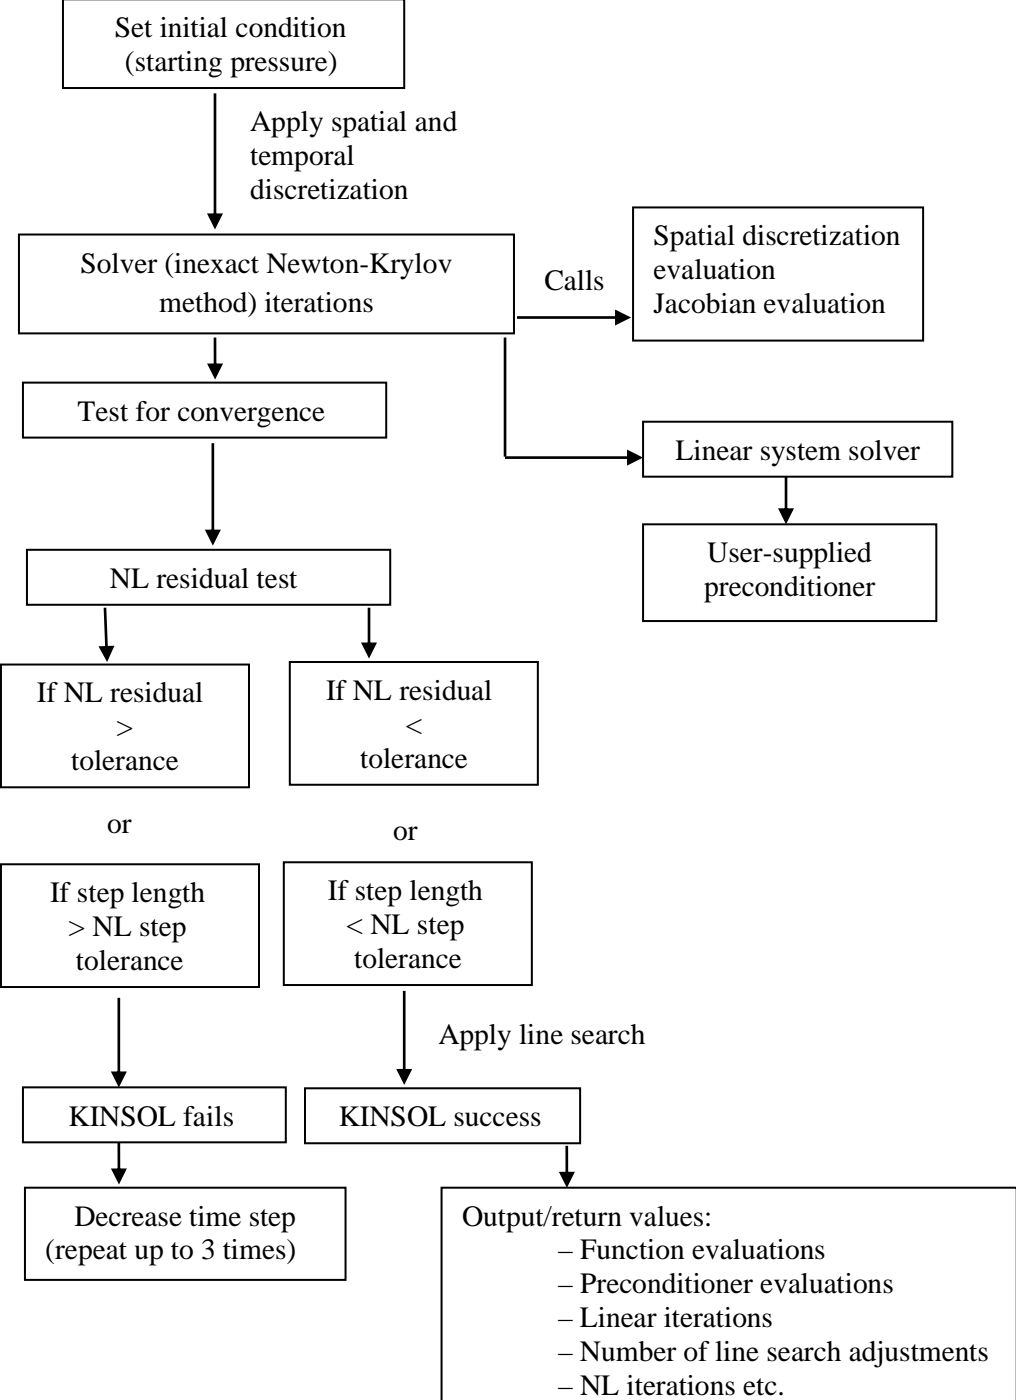 Set initial condition
(starting pressure)
Apply spatial and
temporal
discretization
Solver (inexact Newton-Krylov
method) iterations
Calls
Spatial discretization
evaluation
Jacobian evaluation
Test for convergence
Linear system solver
User-supplied
preconditioner
NL residual test
If NL residual
>
tolerance
If NL residual
<
tolerance
or
or
If step length
> NL step
tolerance
If step length
< NL step
tolerance
Apply line search
KINSOL fails
KINSOL success
Decrease time step
(repeat up to 3 times)
Output/return values:
– Function evaluations
– Preconditioner evaluations
– Linear iterations
– Number of line search adjustments
– NL iterations etc.